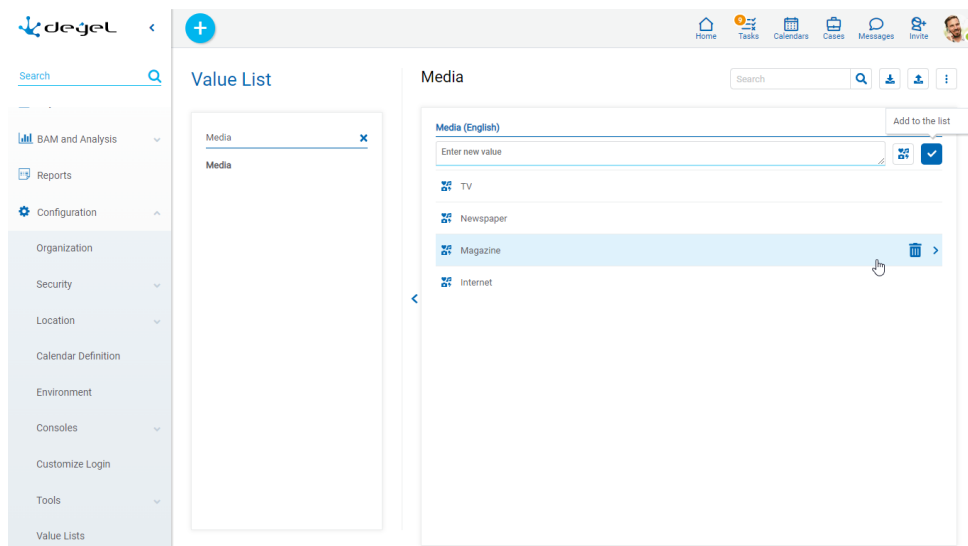 deyel
Search
BAM and Analysis
Reports
Configuration
Organization
Security
Location
Calendar Definition
Environment
Consoles
Customize Login
Tools
Value Lists
9
Home
Tasks
Calendars
Cases
Messages
Invite
Value List
Media
Media
Media
Search
Add to the list
Media (English)
Enter new value
TV
Newspaper
Magazine
Internet